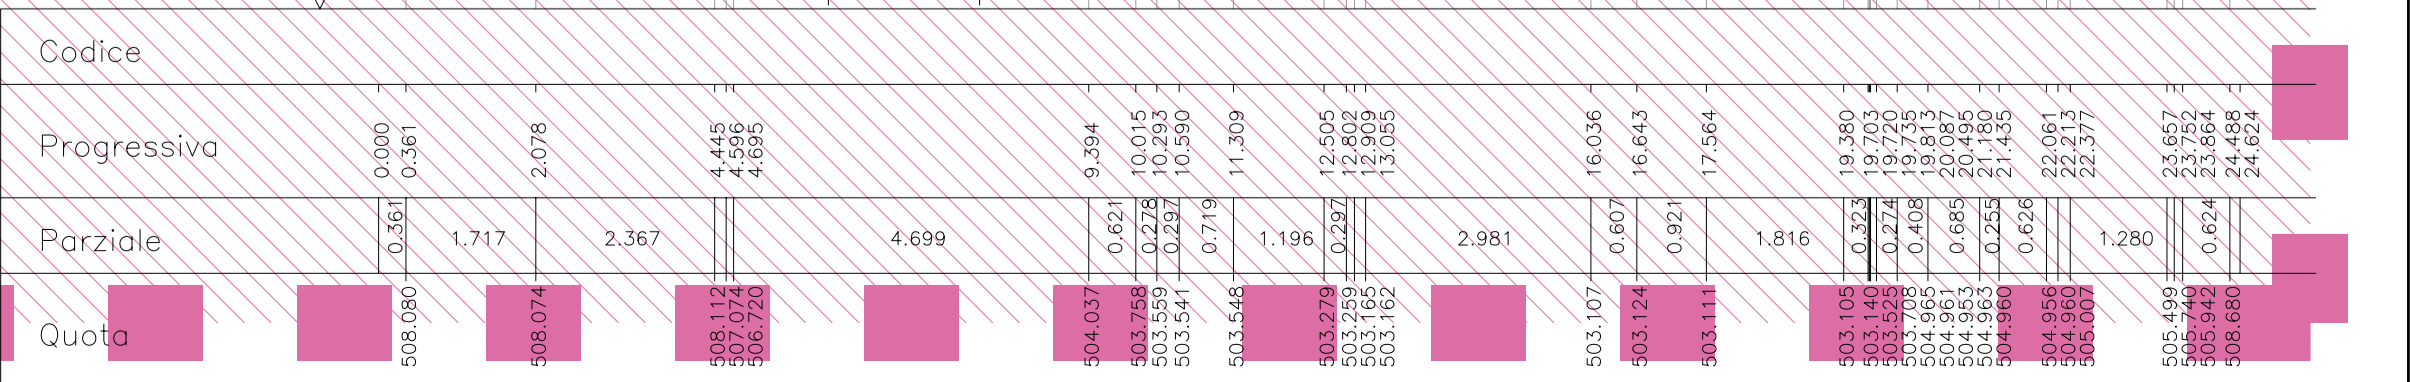 Codice
Progressiva 0.000 0.361 2.078 4.445 4.596 4.695 9.394 10.015 10.293 10.590 11.309 12.505 12.802 12.909 13.055 16.036 16.643 17.564 19.380 19.703 19.720 19.735 19.813 20.087 20.495 21.180 21.435 22.061 22.213 22.377 23.657 23.752 23.864 24.488 24.624
Parziale 0.361 1.717 2.367 4.699 0.621 0.278 0.297 0.719 1.196 0.297 2.981 0.607 0.921 1.816 0.323 0.274 0.408 0.685 0.255 0.626 1.280 0.624
Quota 508.080 508.074 508.112 507.074 506.720 504.037 503.758 503.559 503.541 503.548 503.279 503.259 503.165 503.162 503.107 503.124 503.111 503.105 503.140 503.525 503.708 504.965 504.961 504.953 504.963 504.960 504.956 504.960 505.007 505.499 505.740 505.942 508.680